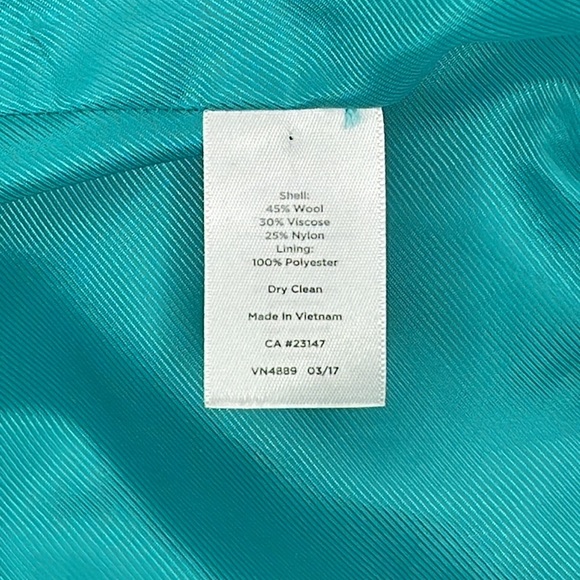 Shell:
45% Wool
30% Viscose
25% Nylon
Lining:
100% Polyester
Dry Clean
Made In Vietnam
CA #23147
VN4889 03/17